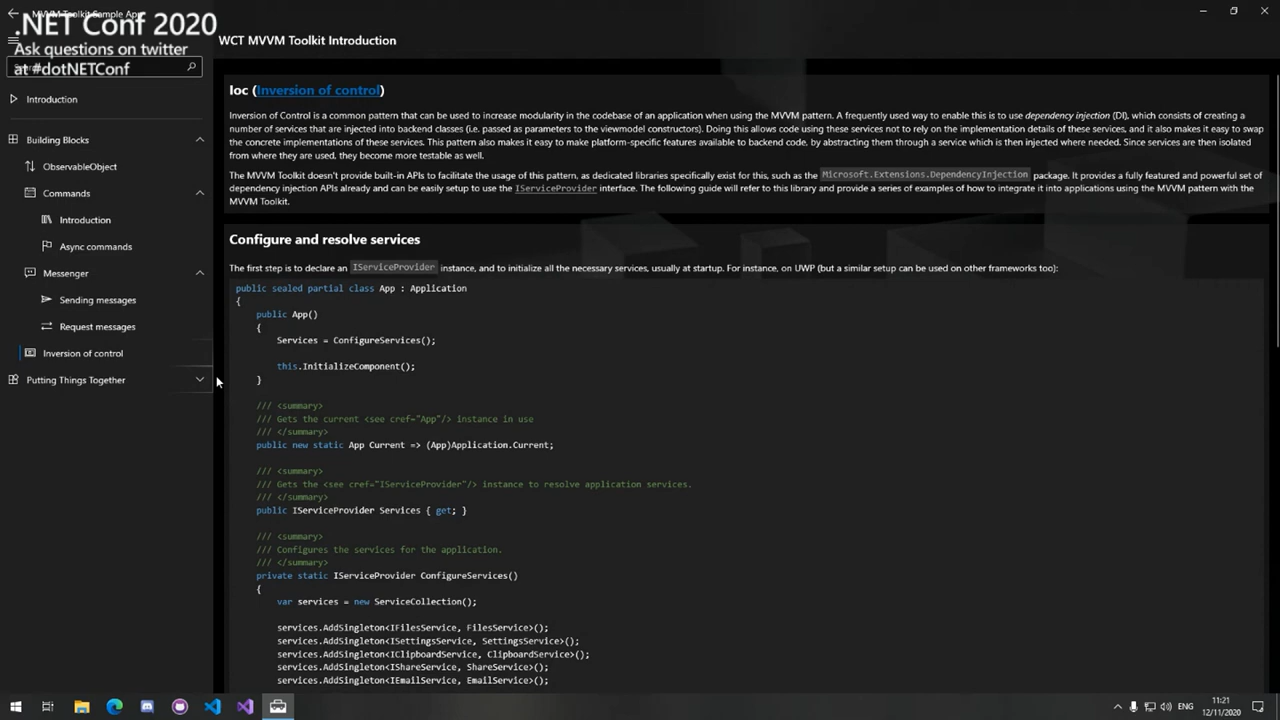 MVVM Toolkit Sample App
.NET Conf 2020
Ask questions on twitter
at #dotNETConf
Introduction
Building Blocks
ObservableObject
Commands
Introduction
Async commands
Messenger
Sending messages
Request messages
Inversion of control
Putting Things Together
WCT MVVM Toolkit Introduction
Ioc (Inversion of control)
Inversion of Control is a common pattern that can be used to increase modularity in the codebase of an application when using the MVVM pattern. A frequently used way to enable this is to use dependency injection (DI), which consists of creating a
number of services that are injected into backend classes (i.e. passed as parameters to the viewmodel constructors). Doing this allows code using these services not to rely on the implementation details of these services, and it also makes it easy to swap
the concrete implementations of these services. This pattern also makes it easy to make platform-specific features available to backend code, by abstracting them through a service which is then injected where needed. Since services are then isolated
from where they are used, they become more testable as well.
The MVVM Toolkit doesn't provide built-in APIs to facilitate the usage of this pattern, as dedicated libraries specifically exist for this, such as the Microsoft.Extensions.DependencyInjection package. It provides a fully featured and powerful set of
dependency injection APIs already and can be easily setup to use the IServiceProvider interface. The following guide will refer to this library and provide a series of examples of how to integrate it into applications using the MVVM pattern with the
MVVM Toolkit.
Configure and resolve services
The first step is to declare an IServiceProvider instance, and to initialize all the necessary services, usually at startup. For instance, on UWP (but a similar setup can be used on other frameworks too):
public sealed partial class App : Application
{
public App()
{
Services = ConfigureServices();
this.InitializeComponent();
}
/// <summary>
/// Gets the current <see cref="App"/> instance in use
/// </summary>
public new static App Current => (App)Application.Current;
/// <summary>
/// Gets the <see cref="IServiceProvider"/> instance to resolve application services.
/// </summary>
public IServiceProvider Services { get; }
/// <summary>
/// Configures the services for the application.
/// </summary>
private static IServiceProvider ConfigureServices()
{
var services = new ServiceCollection();
services.AddSingleton<IFilesService, FilesService>();
services.AddSingleton<ISettingsService, SettingsService>();
services.AddSingleton<IClipboardService, ClipboardService>();
services.AddSingleton<IShareService, ShareService>();
services.AddSingleton<IEmailService, EmailService>();
ENG
11:21
12/11/2020